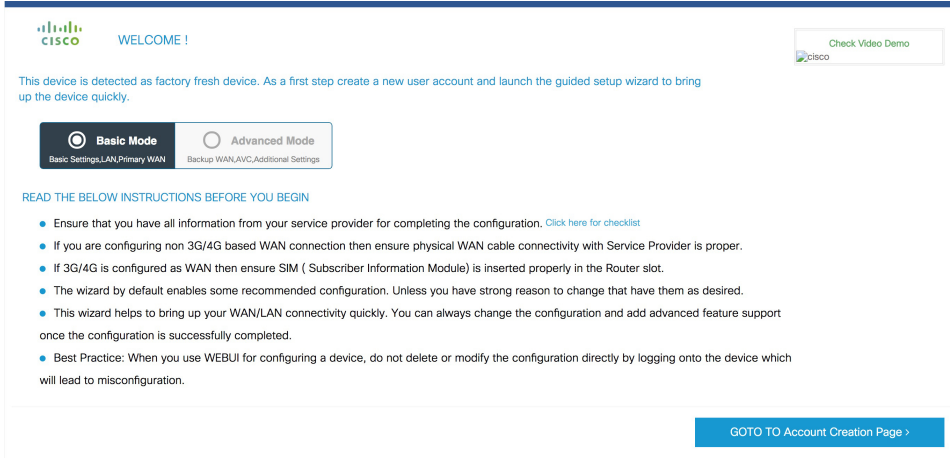 CISCO
WELCOME !
Check Video Demo
cisco
This device is detected as factory fresh device. As a first step create a new user account and launch the guided setup wizard to bring
up the device quickly.
Basic Mode
Basic Settings,LAN,Primary WAN
Advanced Mode
Backup WAN,AVC,Additional Settings
READ THE BELOW INSTRUCTIONS BEFORE YOU BEGIN
Ensure that you have all information from your service provider for completing the configuration. Click here for checklist
If you are configuring non 3G/4G based WAN connection then ensure physical WAN cable connectivity with Service Provider is proper.
If 3G/4G is configured as WAN then ensure SIM ( Subscriber Information Module) is inserted properly in the Router slot.
The wizard by default enables some recommended configuration. Unless you have strong reason to change that have them as desired.
This wizard helps to bring up your WAN/LAN connectivity quickly. You can always change the configuration and add advanced feature support
once the configuration is successfully completed.
Best Practice: When you use WEBUI for configuring a device, do not delete or modify the configuration directly by logging onto the device which
will lead to misconfiguration.
GOTO TO Account Creation Page >